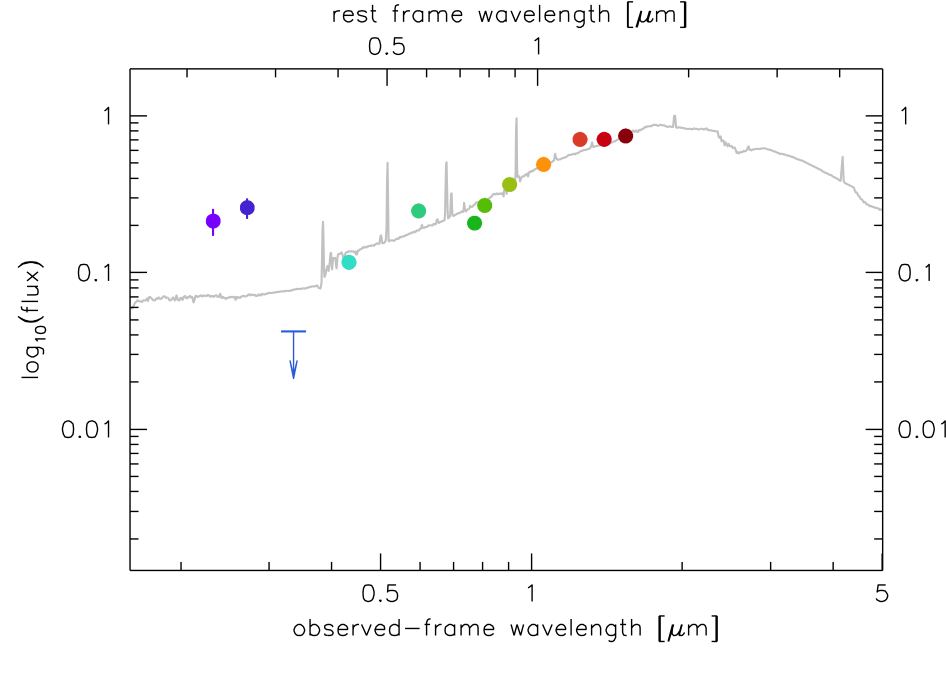 rest frame wavelength [μm]
0.5 1
1 1
0.1 0.1
0.01 0.01
log10(flux)
0.5 1 5
observed−frame wavelength [μm]